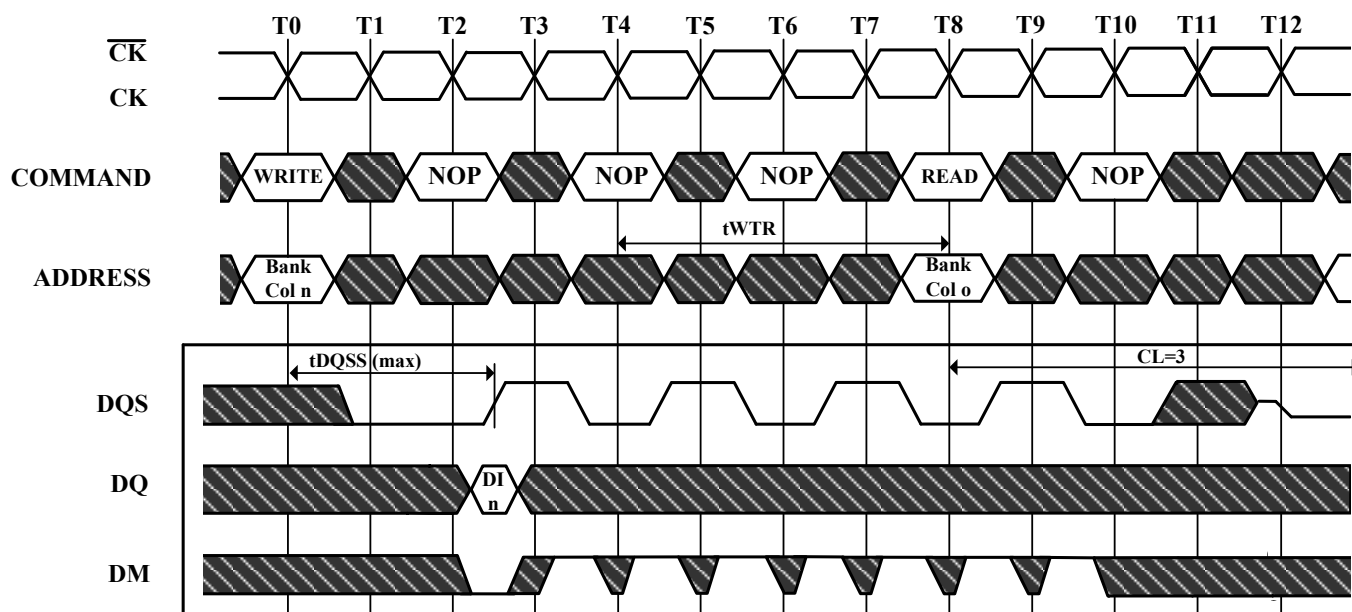 T0 T1 T2 T3 T4 T5 T6 T7 T8 T9 T10 T11 T12
CK
CK
COMMAND WRITE NOP NOP NOP READ NOP
tWTR
ADDRESS Bank Col n Bank Col o
tDQSS (max) CL=3
DQS
DQ DI n
DM